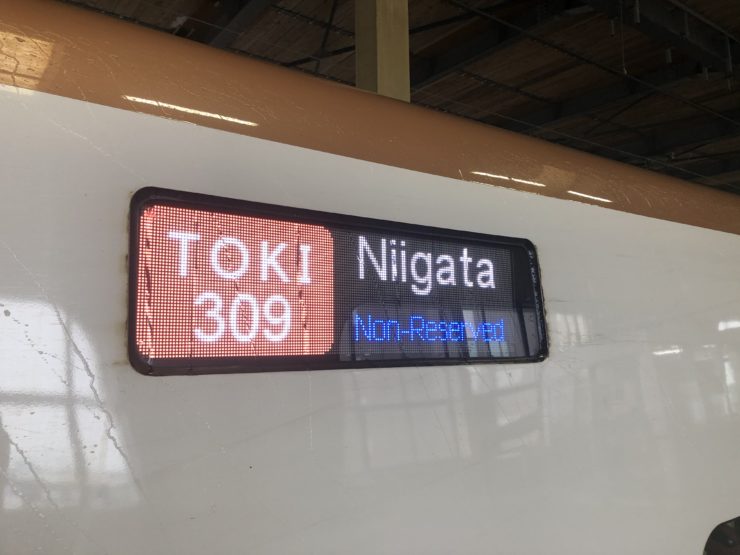 TOKI
309
Niigata
Non-Reserved